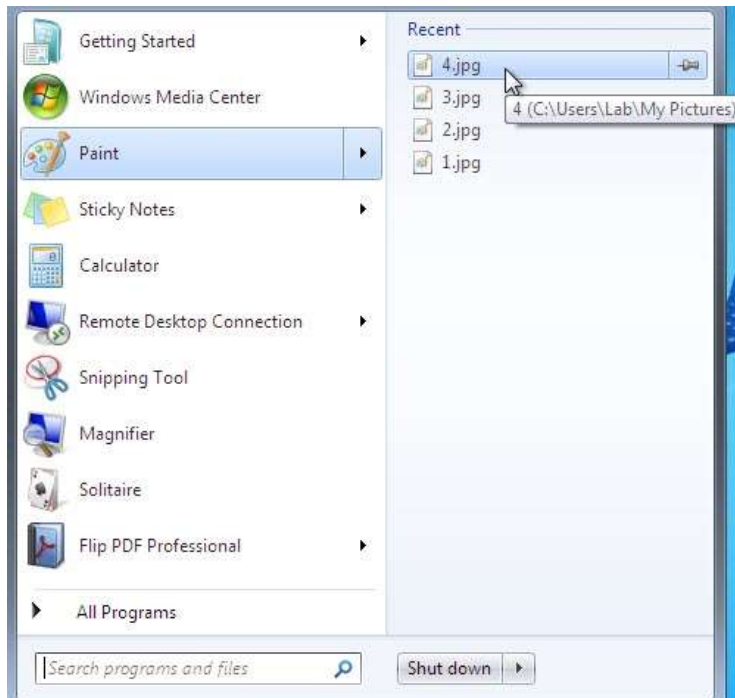 Getting Started
Windows Media Center
Paint
Sticky Notes
Calculator
Remote Desktop Connection
Snipping Tool
Magnifier
Solitaire
Flip PDF Professional
All Programs
Search programs and files
Recent
4.jpg
3.jpg
4 (C:\Users\Lab\My Pictures)
2.jpg
1.jpg
Shut down